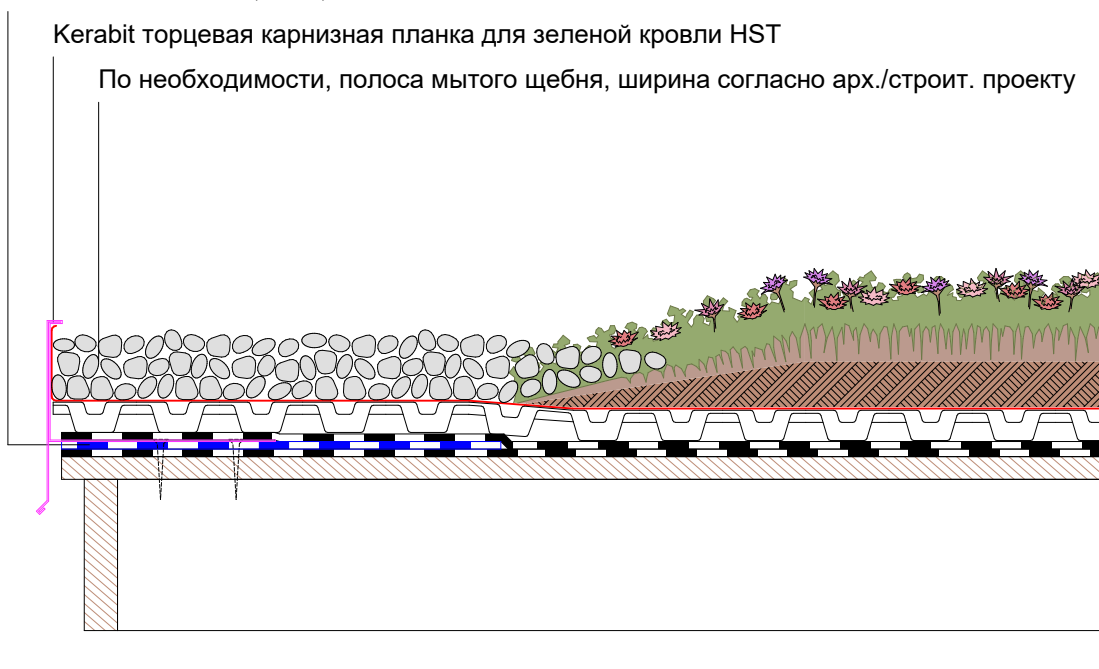 Kerabit торцевая карнизная планка для зеленой кровли HST
По необходимости, полоса мытого щебня, ширина согласно арх./строит. проекту